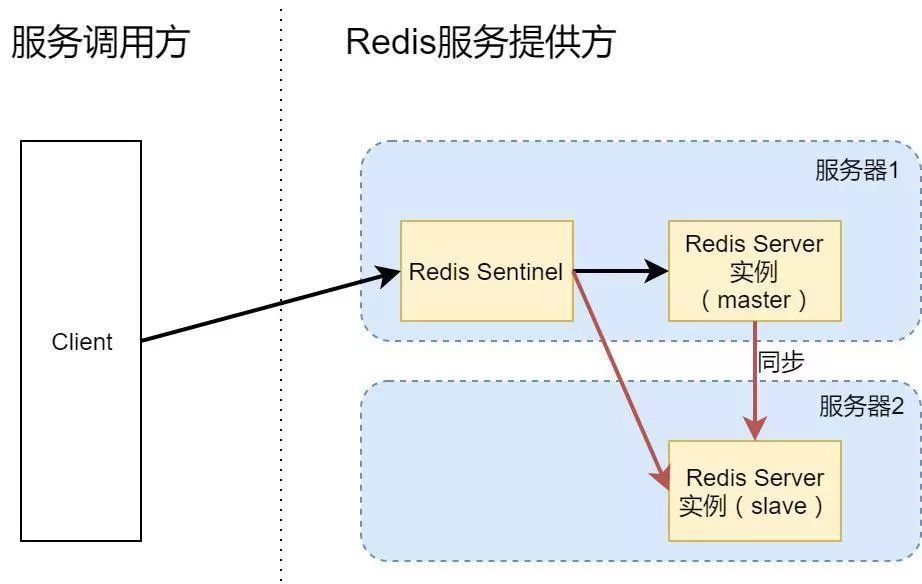 服务调用方
Redis服务提供方
服务器1
Client
Redis Sentinel
Redis Server
实例
（master）
同步
服务器2
Redis Server
实例（slave）